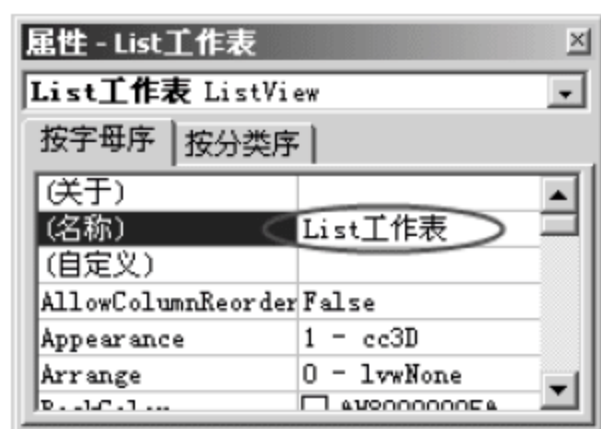 属性 - List工作表
List工作表 ListView
按字母序 按分类序
(关于)
(名称) List工作表
(自定义)
AllowColumnReorder False
Appearance 1 - cc3D
Arrange 0 - lvwNone